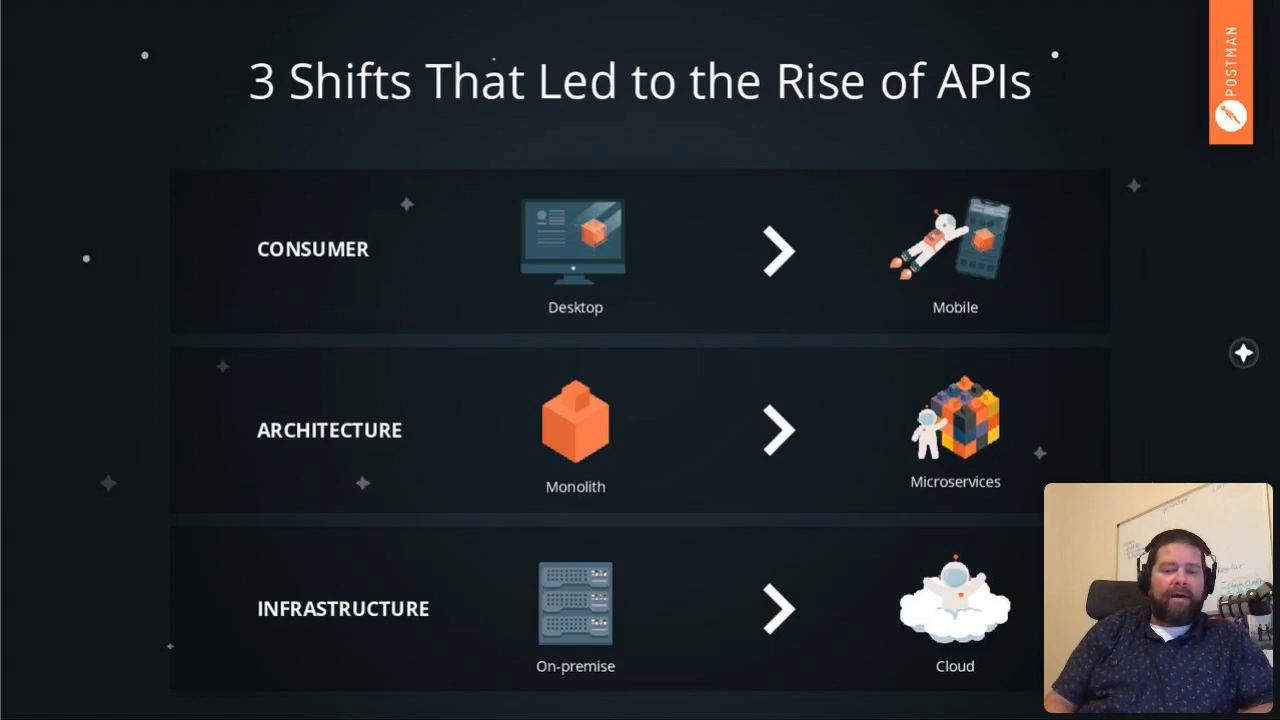 3 Shifts That Led to the Rise of APIs
POSTMAN
CONSUMER
Desktop
Mobile
ARCHITECTURE
Monolith
Microservices
INFRASTRUCTURE
On-premise
Cloud